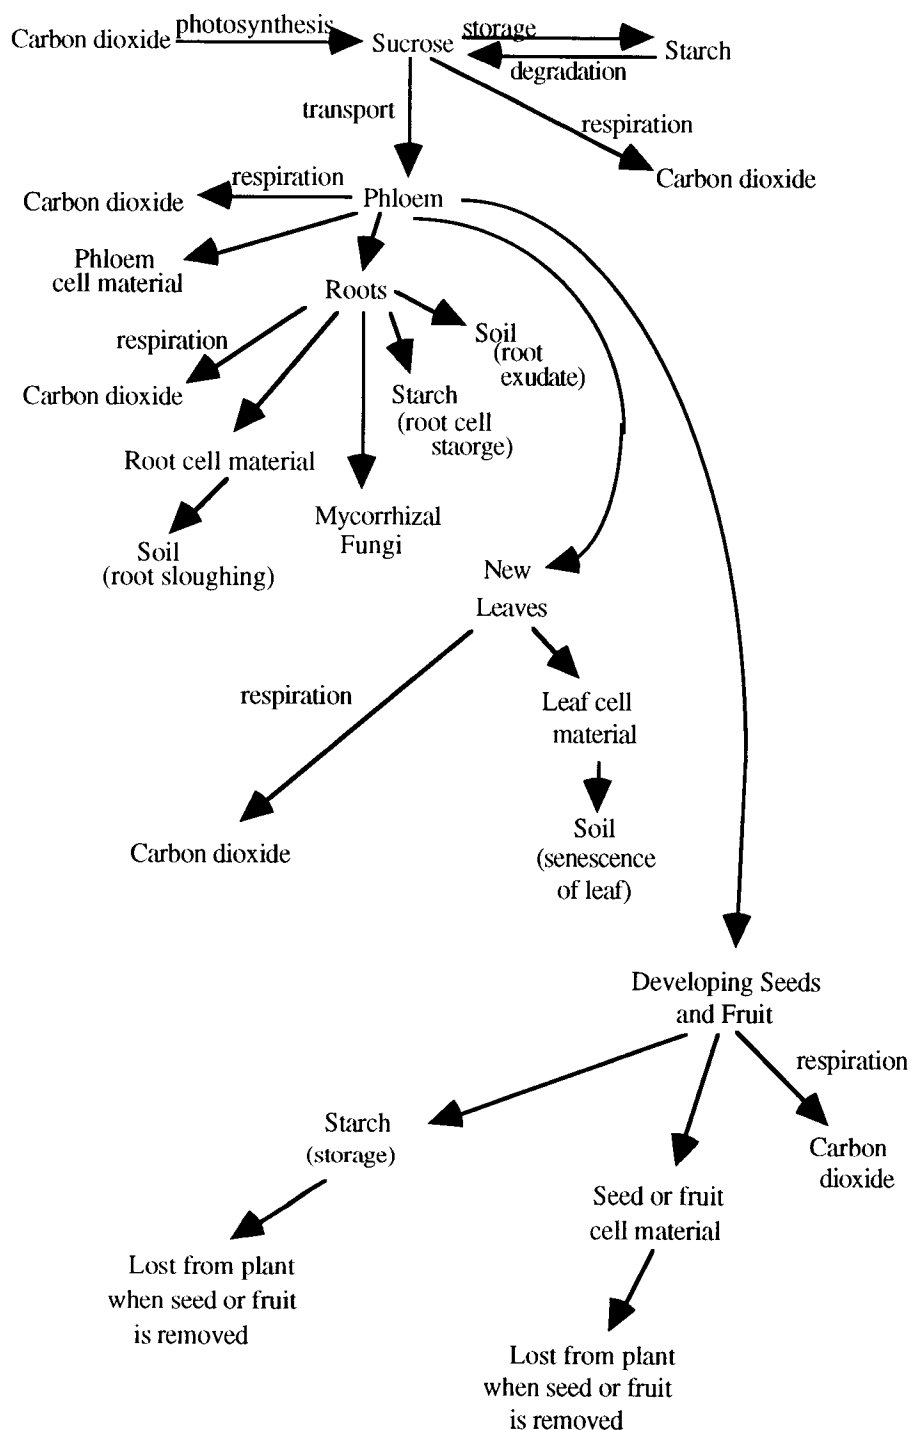 Carbon dioxide
photosynthesis
Sucrose
storage
Starch
degradation
transport
respiration
Carbon dioxide
respiration
Carbon dioxide
Phloem
Phloem
cell material
Roots
respiration
Carbon dioxide
Soil
(root
exudate)
Starch
(root cell
staorge)
Root cell material
Mycorrhizal
Fungi
Soil
(root sloughing)
New
Leaves
respiration
Leaf cell
material
Carbon dioxide
Soil
(senescence
of leaf)
Developing Seeds
and Fruit
respiration
Starch
(storage)
Carbon
dioxide
Seed or fruit
cell material
Lost from plant
when seed or fruit
is removed
Lost from plant
when seed or fruit
is removed